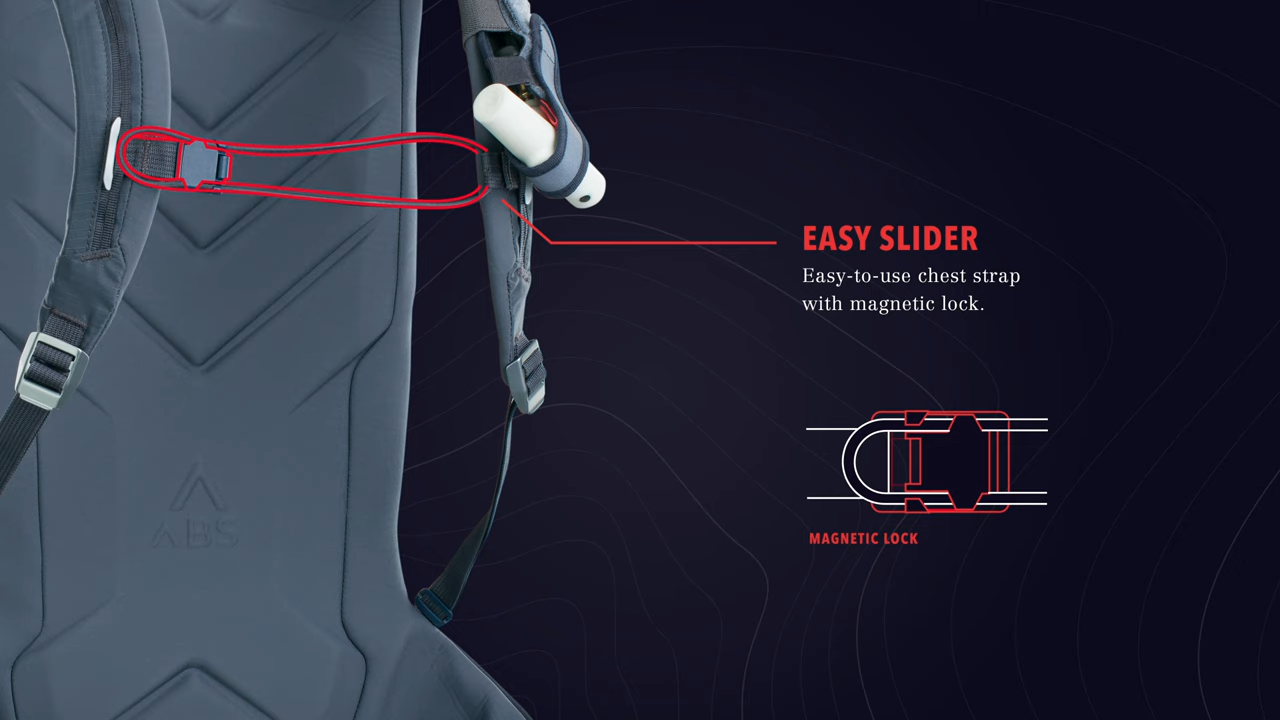 EASY SLIDER
Easy-to-use chest strap
with magnetic lock.
ABS
MAGNETIC LOCK